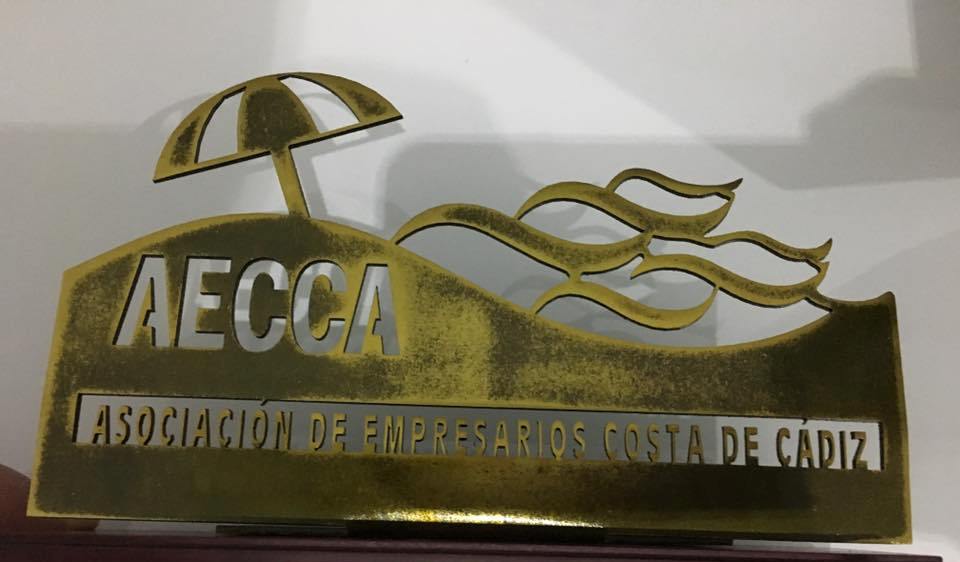 AECCA
ASOCIACIÓN DE EMPRESARIOS COSTA DE CÁDIZ